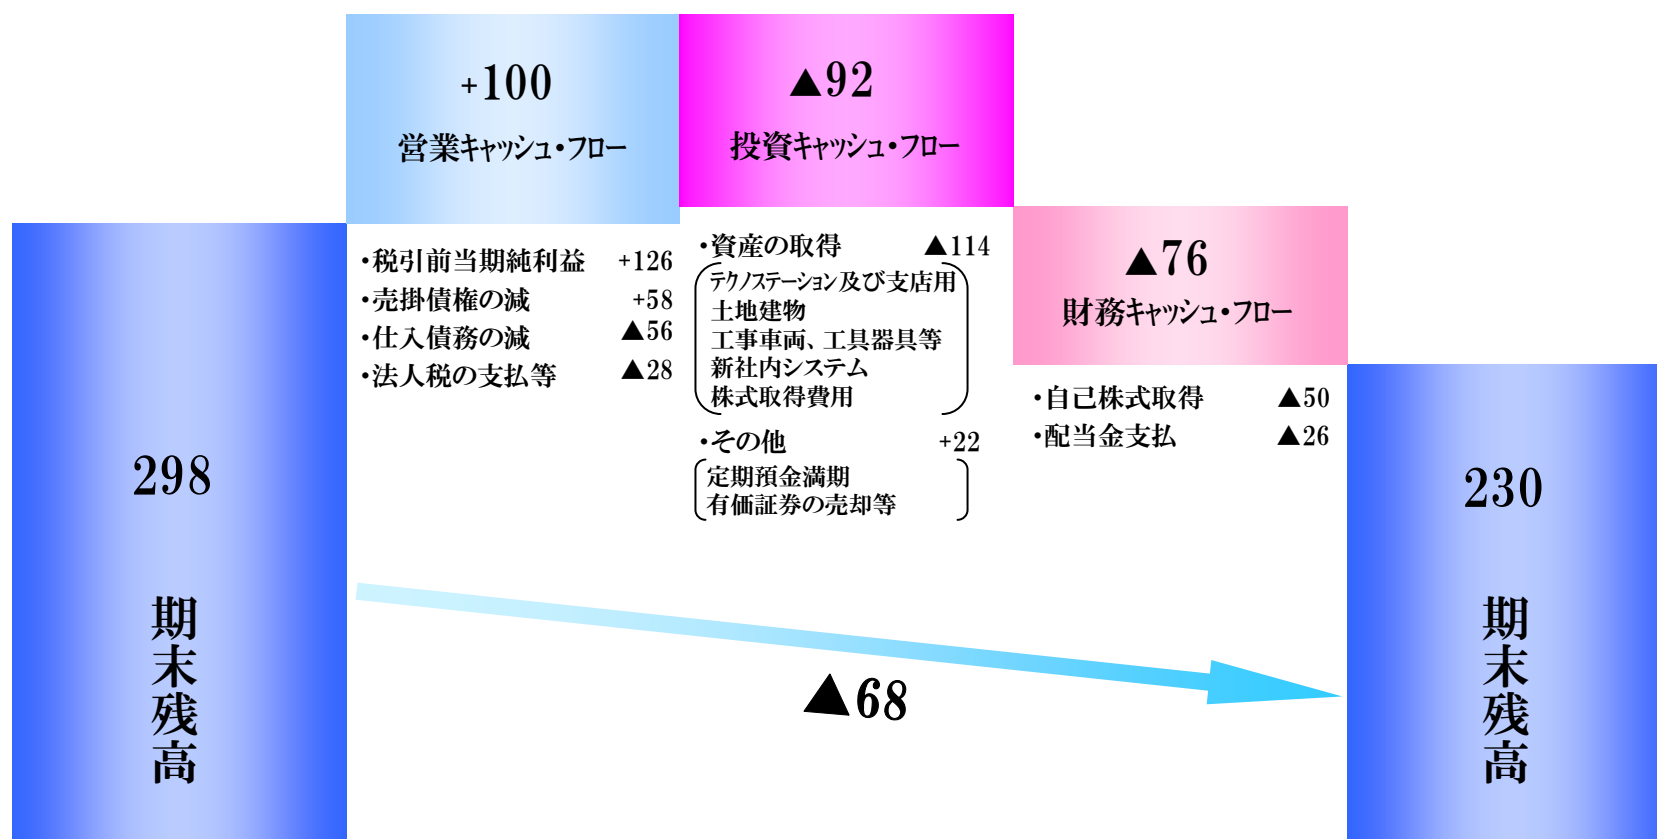 298
期末残高
+100
営業キャッシュ・フロー
・税引前当期純利益 +126
・売掛債権の減 +58
・仕入債務の減 ▲56
・法人税の支払等 ▲28
▲92
投資キャッシュ・フロー
・資産の取得 ▲114
テクノステーション及び支店用
土地建物
工事車両、工具器具等
新社内システム
株式取得費用
・その他 +22
定期預金満期
有価証券の売却等
▲76
財務キャッシュ・フロー
・自己株式取得 ▲50
・配当金支払 ▲26
▲68
230
期末残高